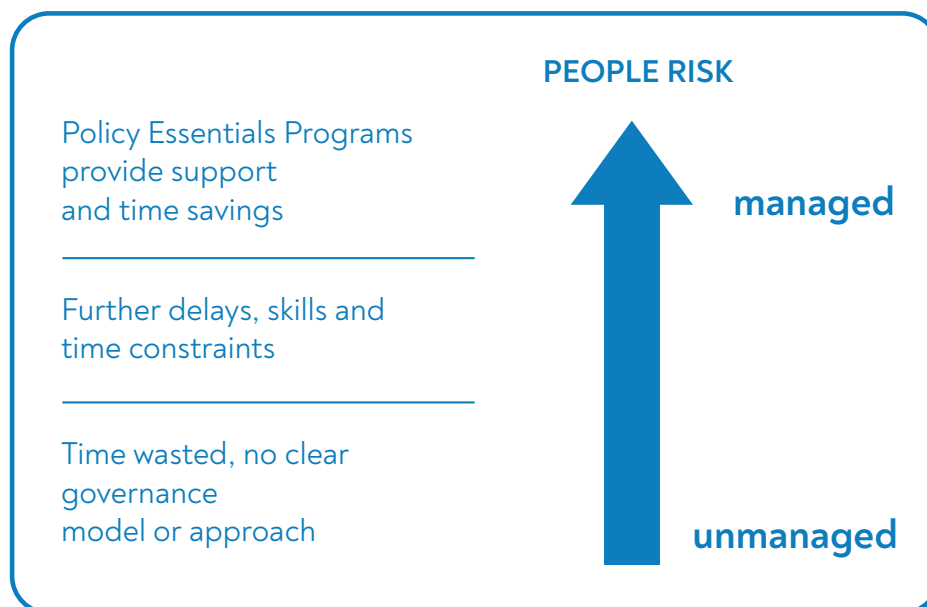 PEOPLE RISK
Policy Essentials Programs
provide support
and time savings
managed
Further delays, skills and
time constraints
Time wasted, no clear
governance
model or approach
unmanaged